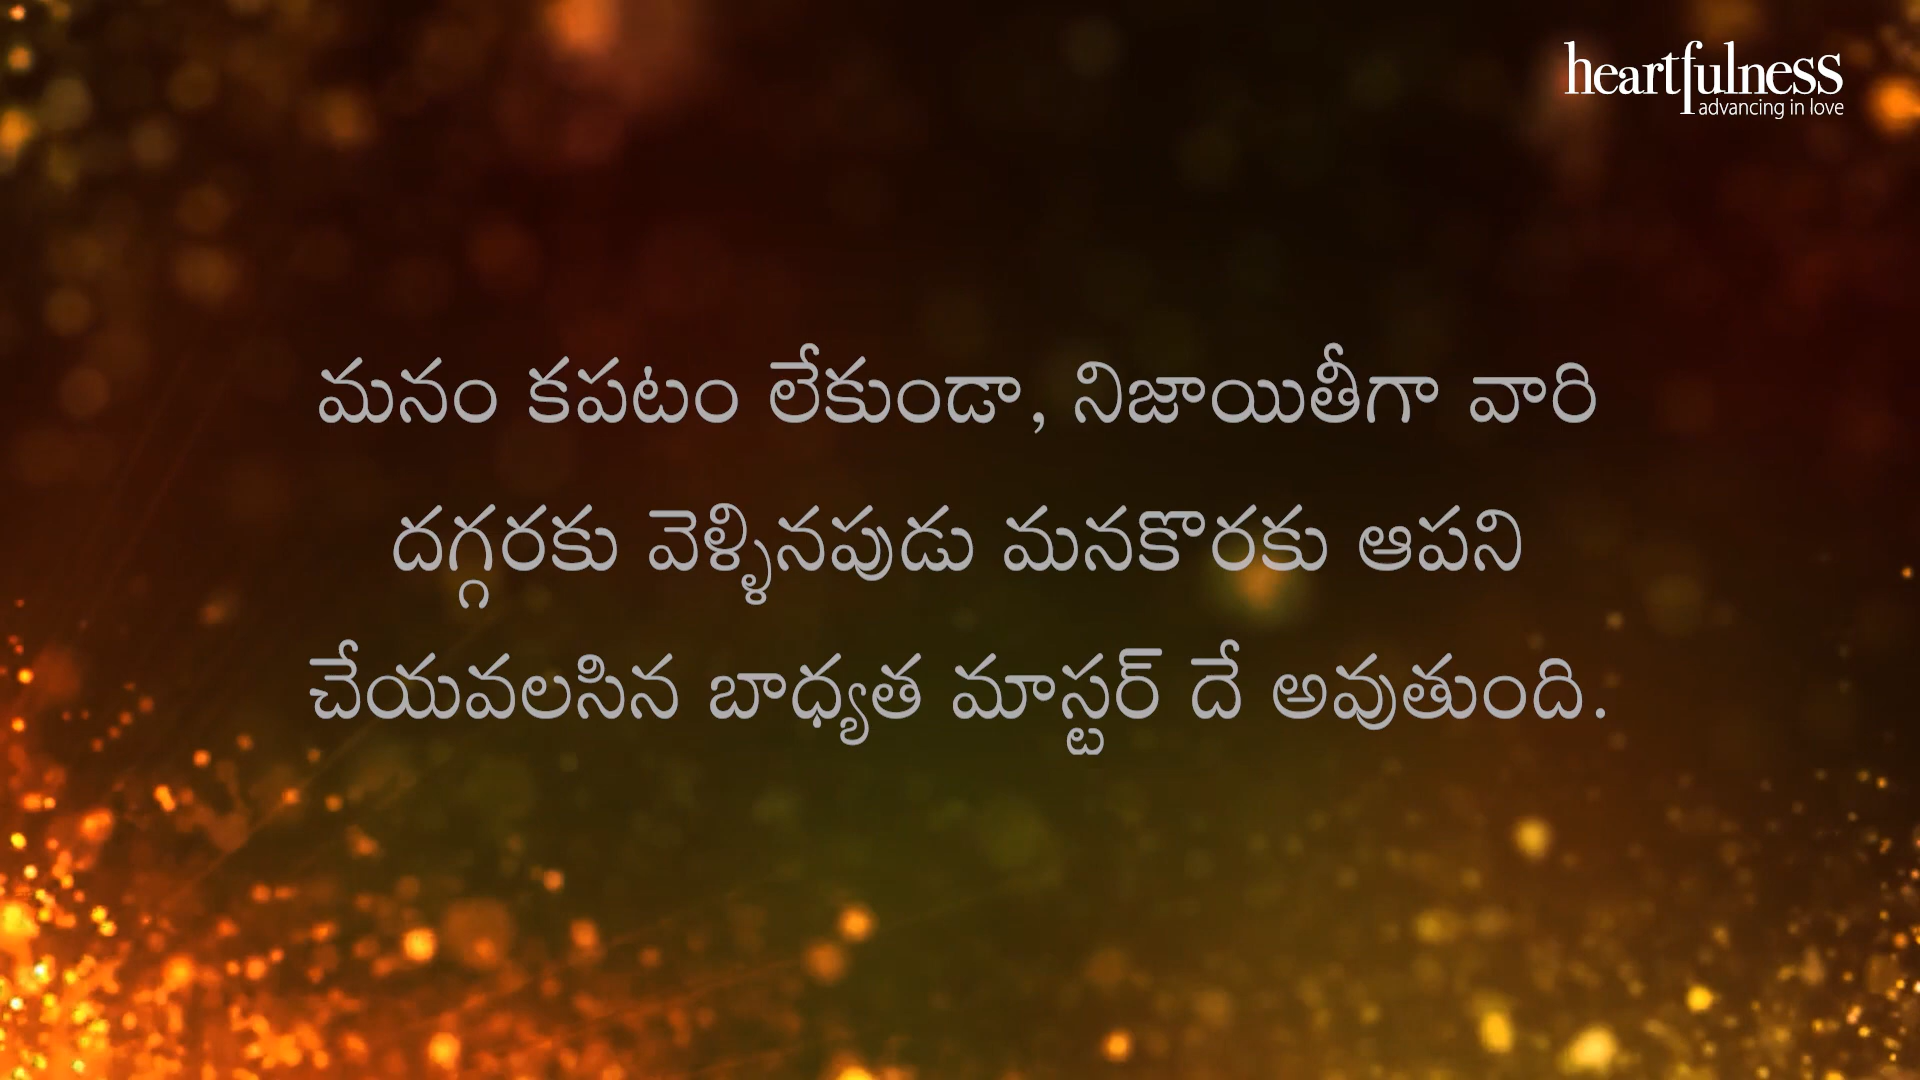 heartfulness
advancing in love
మనం కపటం లేకుండా, నిజాయితీగా వారి
దగ్గరకు వెళ్ళినపుడు మనకొరకు ఆపని
చేయవలసిన బాధ్యత మాస్టర్ దే అవుతుంది.